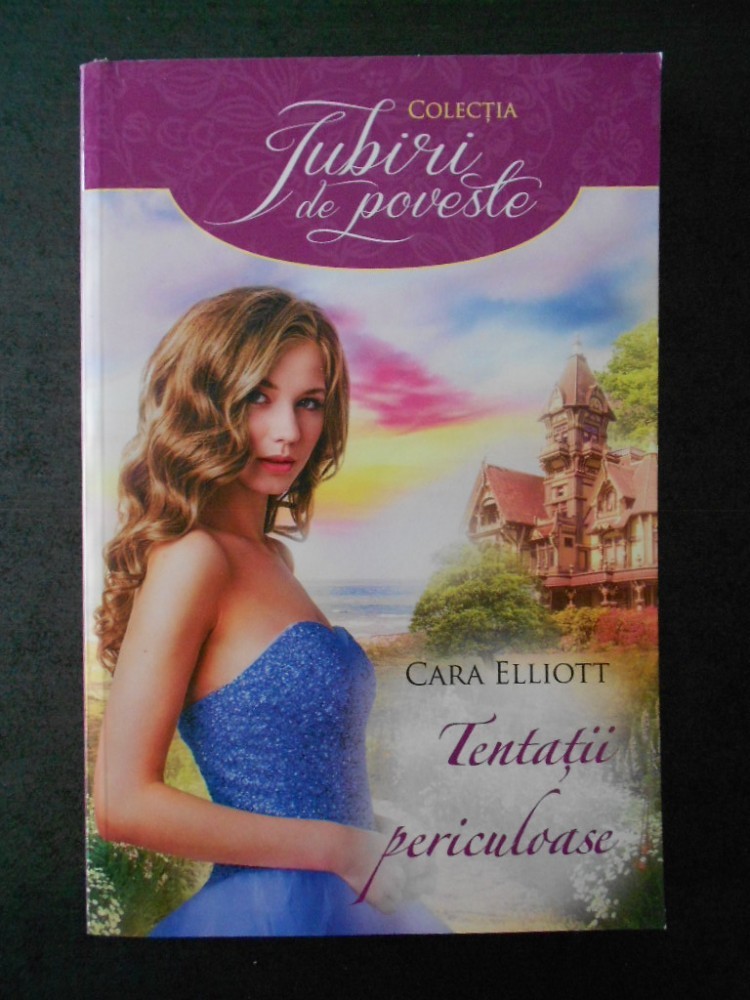 COLECȚIA
Iubiri
de poveste
CARA ELLIOTT
Tentații
periculoase